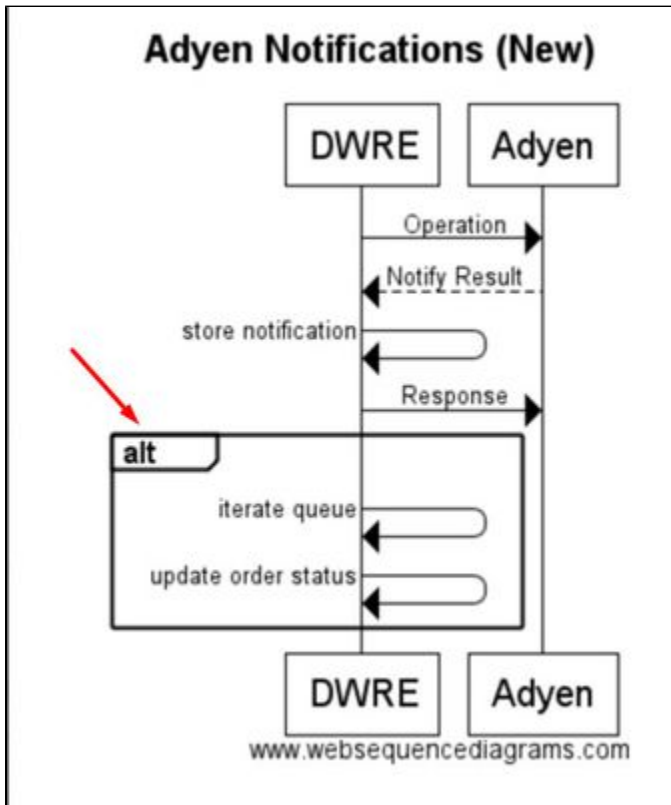 Adyen Notifications (New)
DWRE
Adyen
Operation
Notify Result
store notification
Response
alt
iterate queue
update order status
DWRE
Adyen
www.websequencediagrams.com